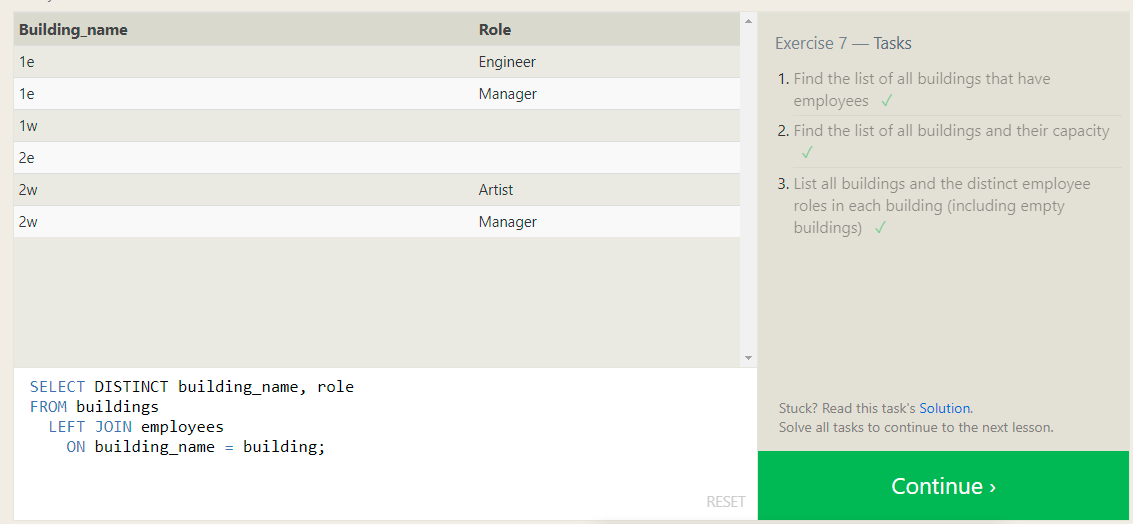 Building_name Role
1e Engineer
1e Manager
1w
2e
2w Artist
2w Manager
SELECT DISTINCT building_name, role
FROM buildings
LEFT JOIN employees
ON building_name = building;
RESET
Exercise 7 — Tasks
1. Find the list of all buildings that have
employees ✓
2. Find the list of all buildings and their capacity
✓
3. List all buildings and the distinct employee
roles in each building (including empty
buildings) ✓
Stuck? Read this task's Solution.
Solve all tasks to continue to the next lesson.
Continue ›